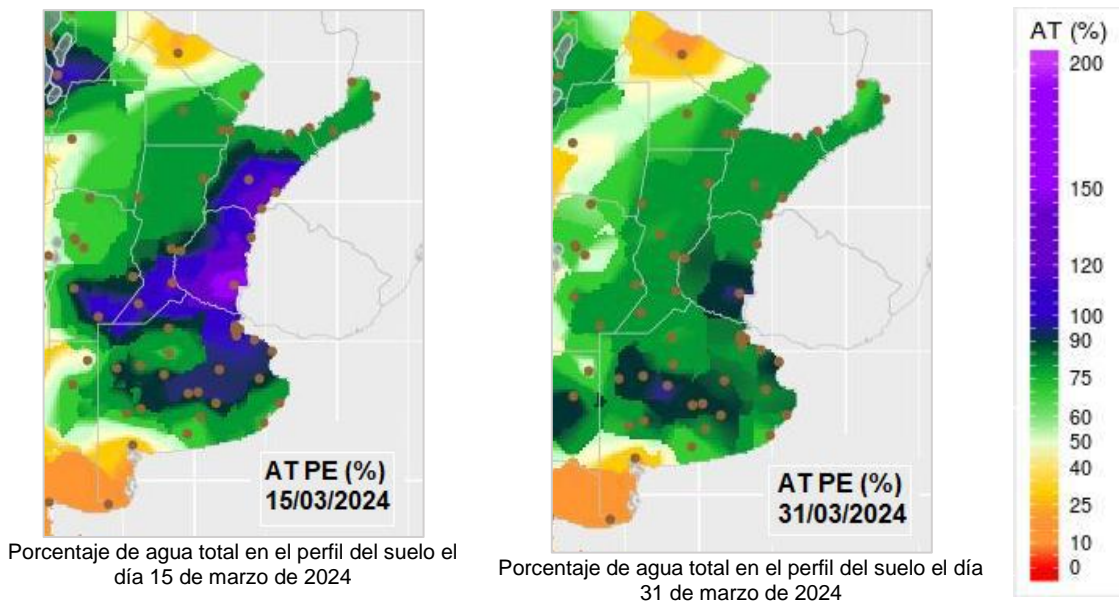 AT PE (%)
15/03/2024
Porcentaje de agua total en el perfil del suelo el
día 15 de marzo de 2024
AT PE (%)
31/03/2024
Porcentaje de agua total en el perfil del suelo el día
31 de marzo de 2024
AT (%)
200
150
120
100
90
75
60
50
40
25
10
0